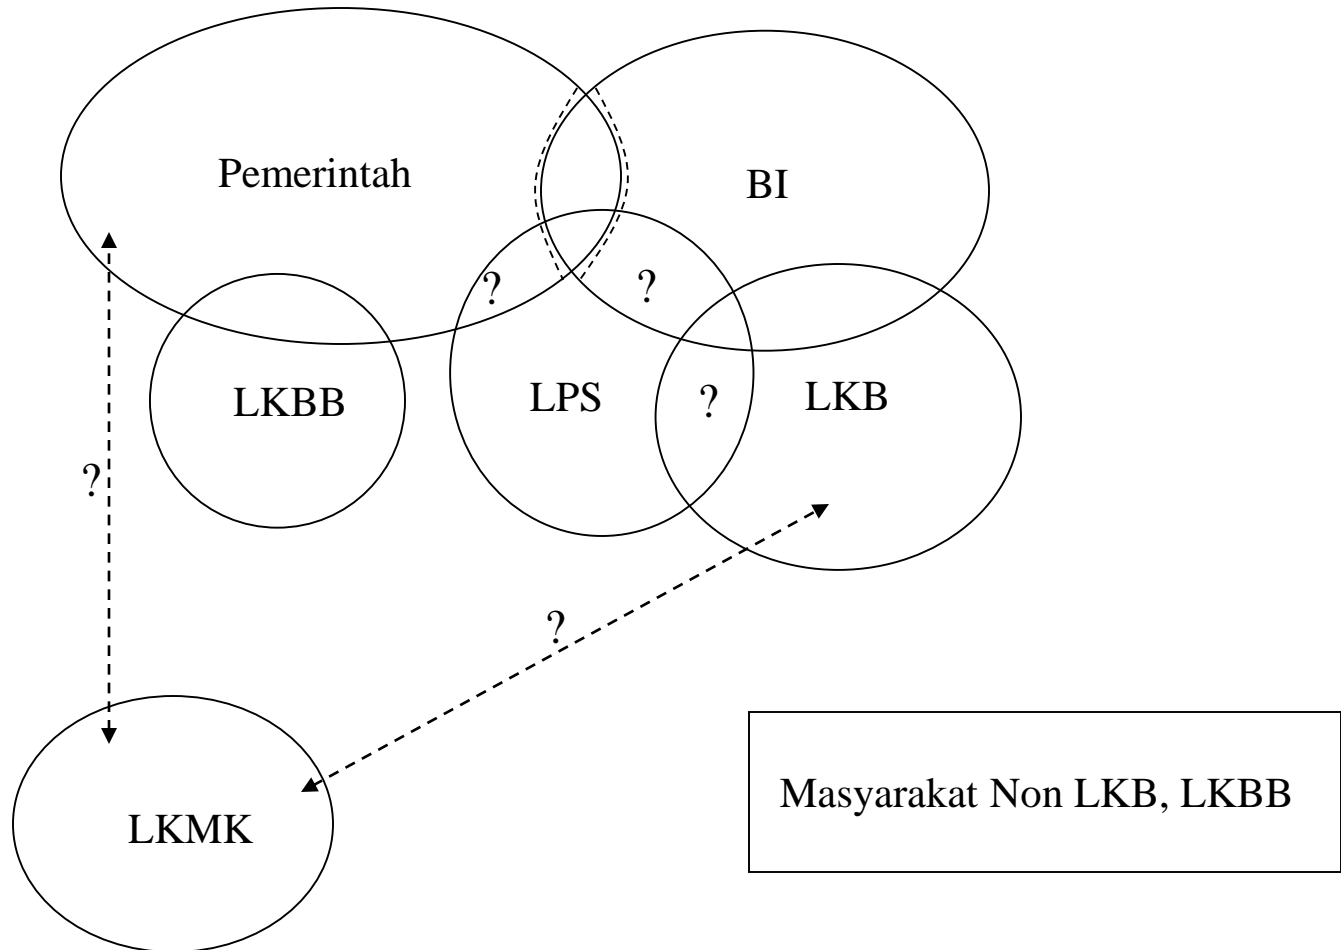 Pemerintah
BI
?
?
LKBB
LPS
?
LKB
?
?
Masyarakat Non LKB, LKBB
LKMK